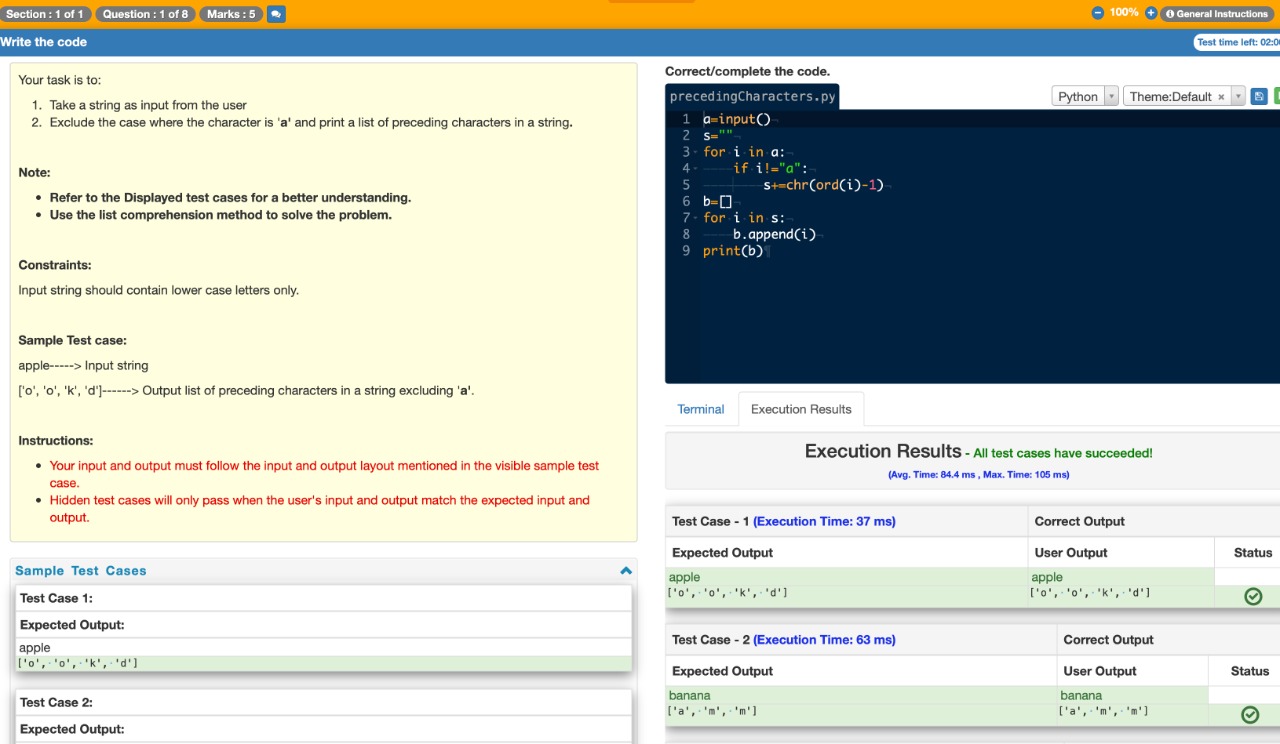 Section : 1 of 1 Question : 1 of 8 Marks : 5
100% General Instructions
Write the code
Test time left: 02:0
Your task is to:
1. Take a string as input from the user
2. Exclude the case where the character is 'a' and print a list of preceding characters in a string.
Note:
• Refer to the Displayed test cases for a better understanding.
• Use the list comprehension method to solve the problem.
Constraints:
Input string should contain lower case letters only.
Sample Test case:
apple-----> Input string
['o', 'o', 'k', 'd']------> Output list of preceding characters in a string excluding 'a'.
Instructions:
• Your input and output must follow the input and output layout mentioned in the visible sample test
case.
• Hidden test cases will only pass when the user's input and output match the expected input and
output.
Sample Test Cases
Test Case 1:
Expected Output:
apple
['o', 'o', 'k', 'd']
Test Case 2:
Expected Output:
Correct/complete the code.
precedingCharacters.py
Python Theme:Default ×
1 a=input()
2 s=""
3 for i in a:
4 if i!="a":
5 s+=chr(ord(i)-1)
6 b=[]
7 for i in s:
8 b.append(i)
9 print(b)
Terminal Execution Results
Execution Results - All test cases have succeeded!
(Avg. Time: 84.4 ms , Max. Time: 105 ms)
Test Case - 1 (Execution Time: 37 ms) Correct Output
Expected Output User Output Status
apple apple
['o', 'o', 'k', 'd'] ['o', 'o', 'k', 'd']
Test Case - 2 (Execution Time: 63 ms) Correct Output
Expected Output User Output Status
banana banana
['a', 'm', 'm'] ['a', 'm', 'm']